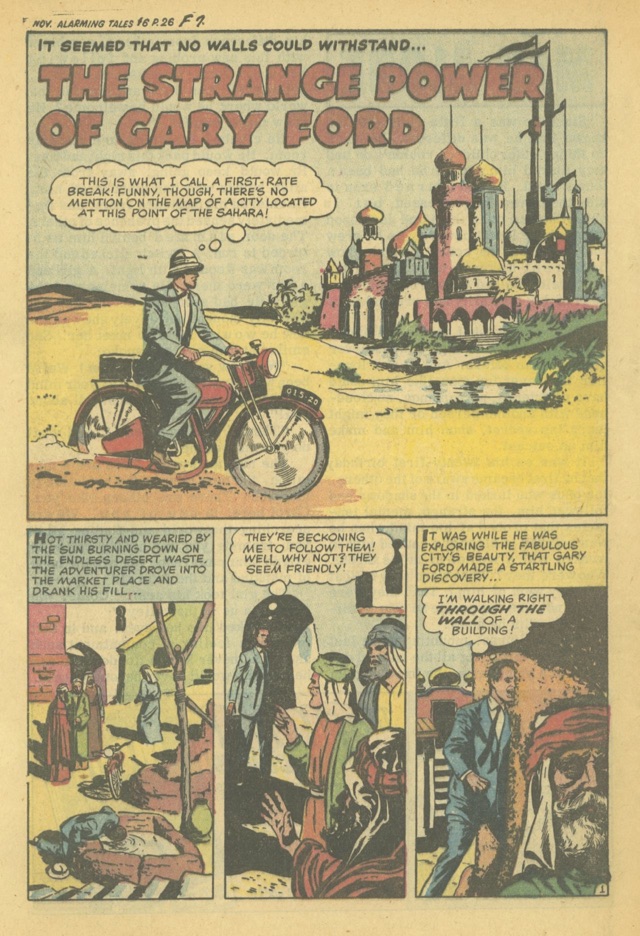 NOV. ALARMING TALES #6 P.26 F 7.
IT SEEMED THAT NO WALLS COULD WITHSTAND...
THE STRANGE POWER
OF GARY FORD
THIS IS WHAT I CALL A FIRST-RATE
BREAK! FUNNY, THOUGH, THERE'S NO
MENTION ON THE MAP OF A CITY LOCATED
AT THIS POINT OF THE SAHARA!
015-20
HOT, THIRSTY AND WEARIED BY
THE SUN BURNING DOWN ON
THE ENDLESS DESERT WASTE,
THE ADVENTURER DROVE INTO
THE MARKET PLACE AND
DRANK HIS FILL...
THEY'RE BECKONING
ME TO FOLLOW THEM!
WELL, WHY NOT? THEY
SEEM FRIENDLY!
IT WAS WHILE HE WAS
EXPLORING THE FABULOUS
CITY'S BEAUTY, THAT GARY
FORD MADE A STARTLING
DISCOVERY...
I'M WALKING RIGHT
THROUGH THE
WALL OF A
BUILDING!
1